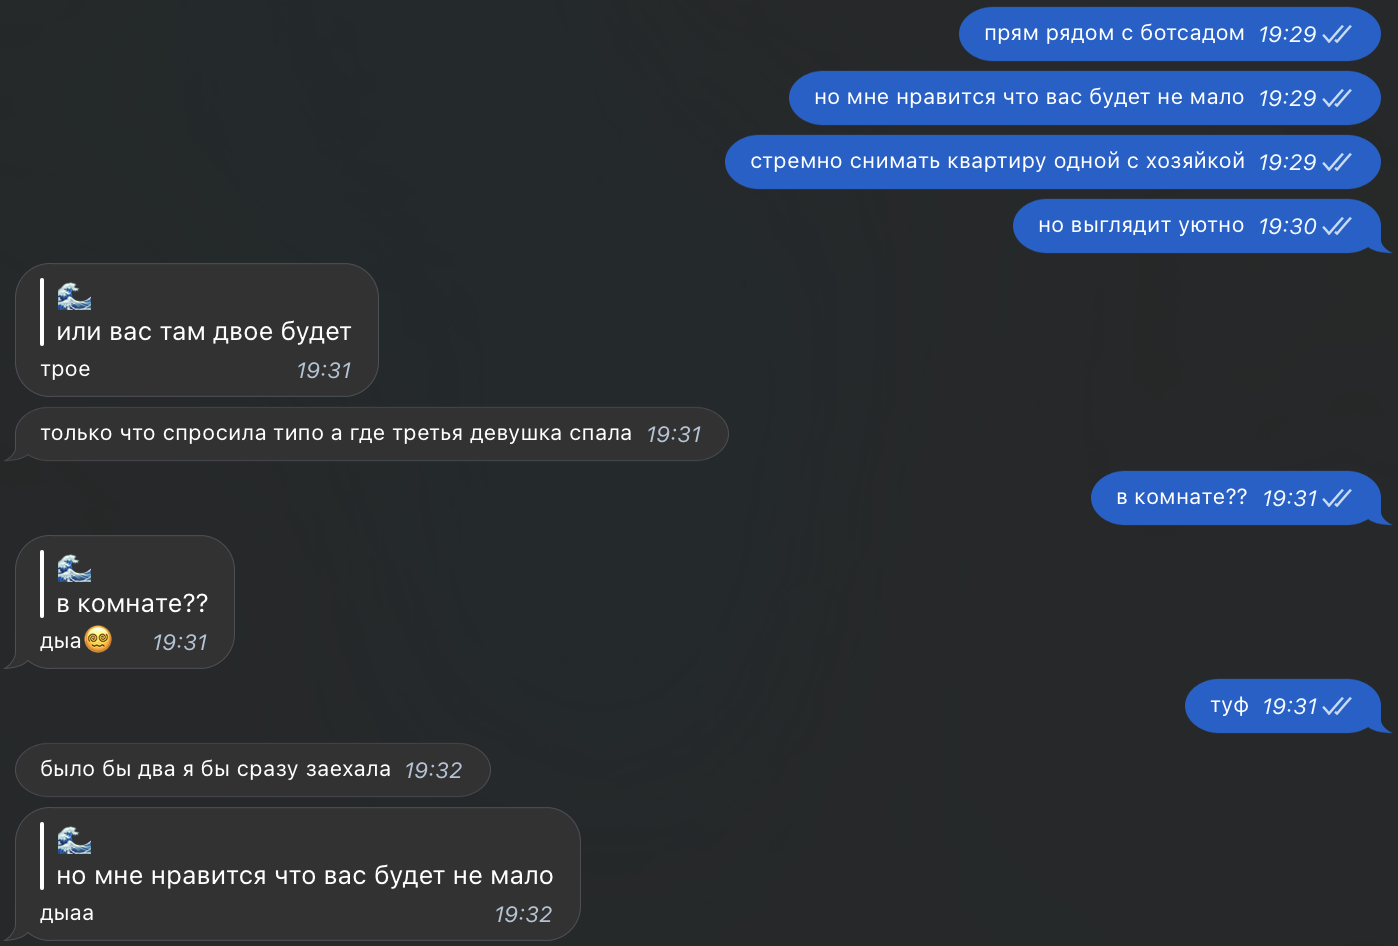 прям рядом с ботсадом 19:29
но мне нравится что вас будет не мало 19:29
стремно снимать квартиру одной с хозяйкой 19:29
но выглядит уютно 19:30
🌊
или вас там двое будет
трое 19:31
только что спросила типо а где третья девушка спала 19:31
в комнате?? 19:31
🌊
в комнате??
дыа😵‍💫 19:31
туф 19:31
было бы два я бы сразу заехала 19:32
🌊
но мне нравится что вас будет не мало
дыаа 19:32